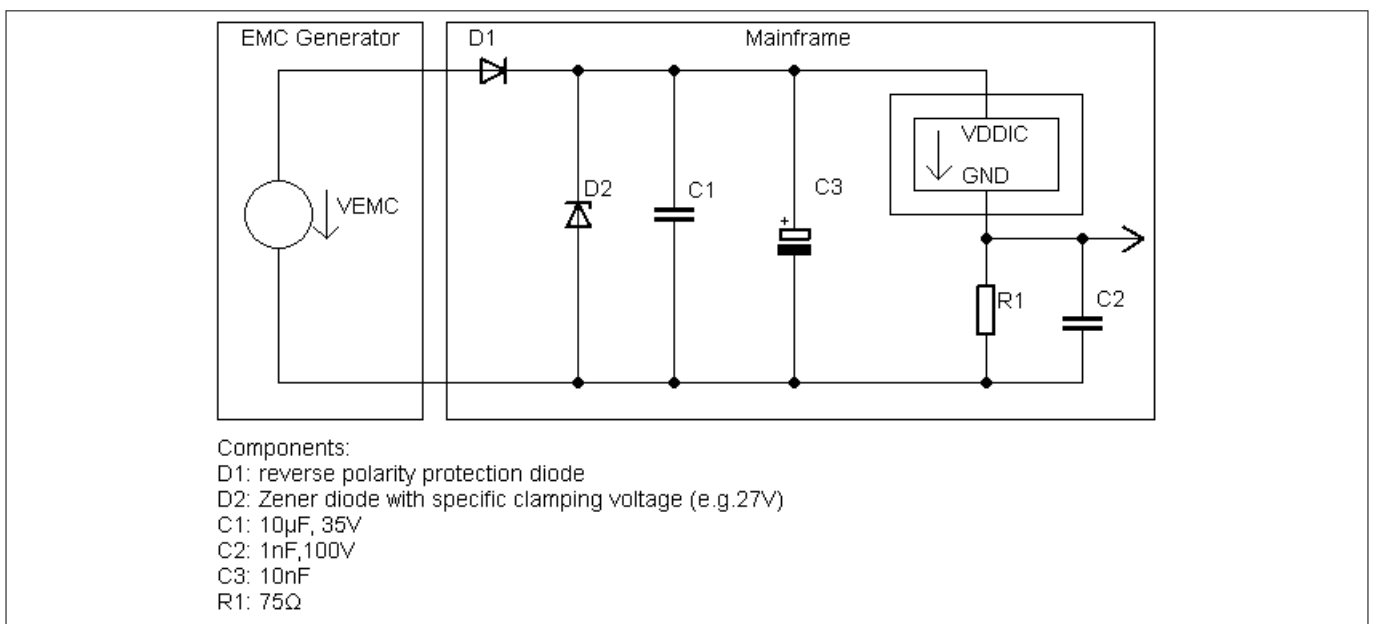 EMC Generator
D1
Mainframe
VDDIC
GND
VEMC
D2
C1
C3
+
R1
C2
Components:
D1: reverse polarity protection diode
D2: Zener diode with specific clamping voltage (e.g.27V)
C1: 10µF, 35V
C2: 1nF,100V
C3: 10nF
R1: 75Ω